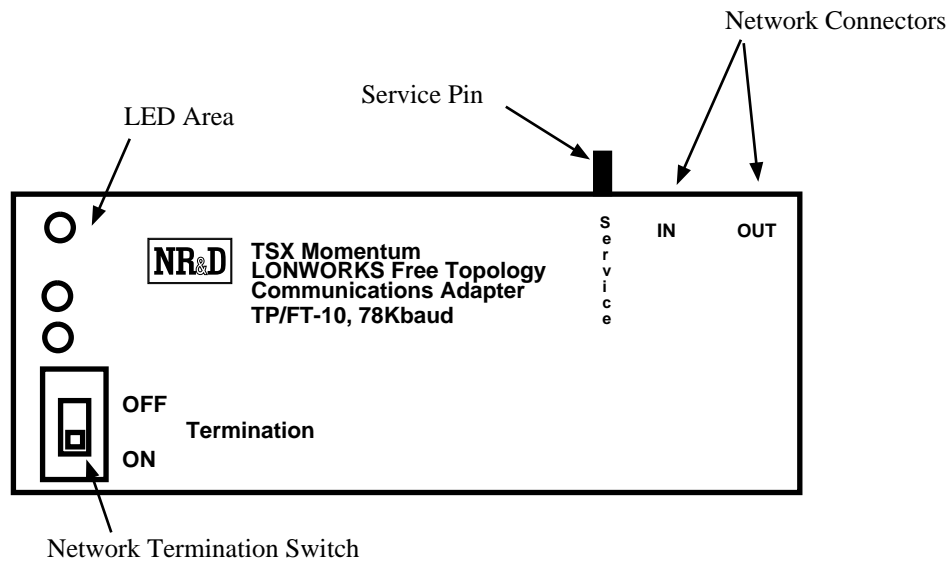 Network Connectors
Service Pin
LED Area
Service
IN
OUT
NR&D
TSX Momentum
LONWORKS Free Topology
Communications Adapter
TP/FT-10, 78Kbaud
OFF
Termination
ON
Network Termination Switch